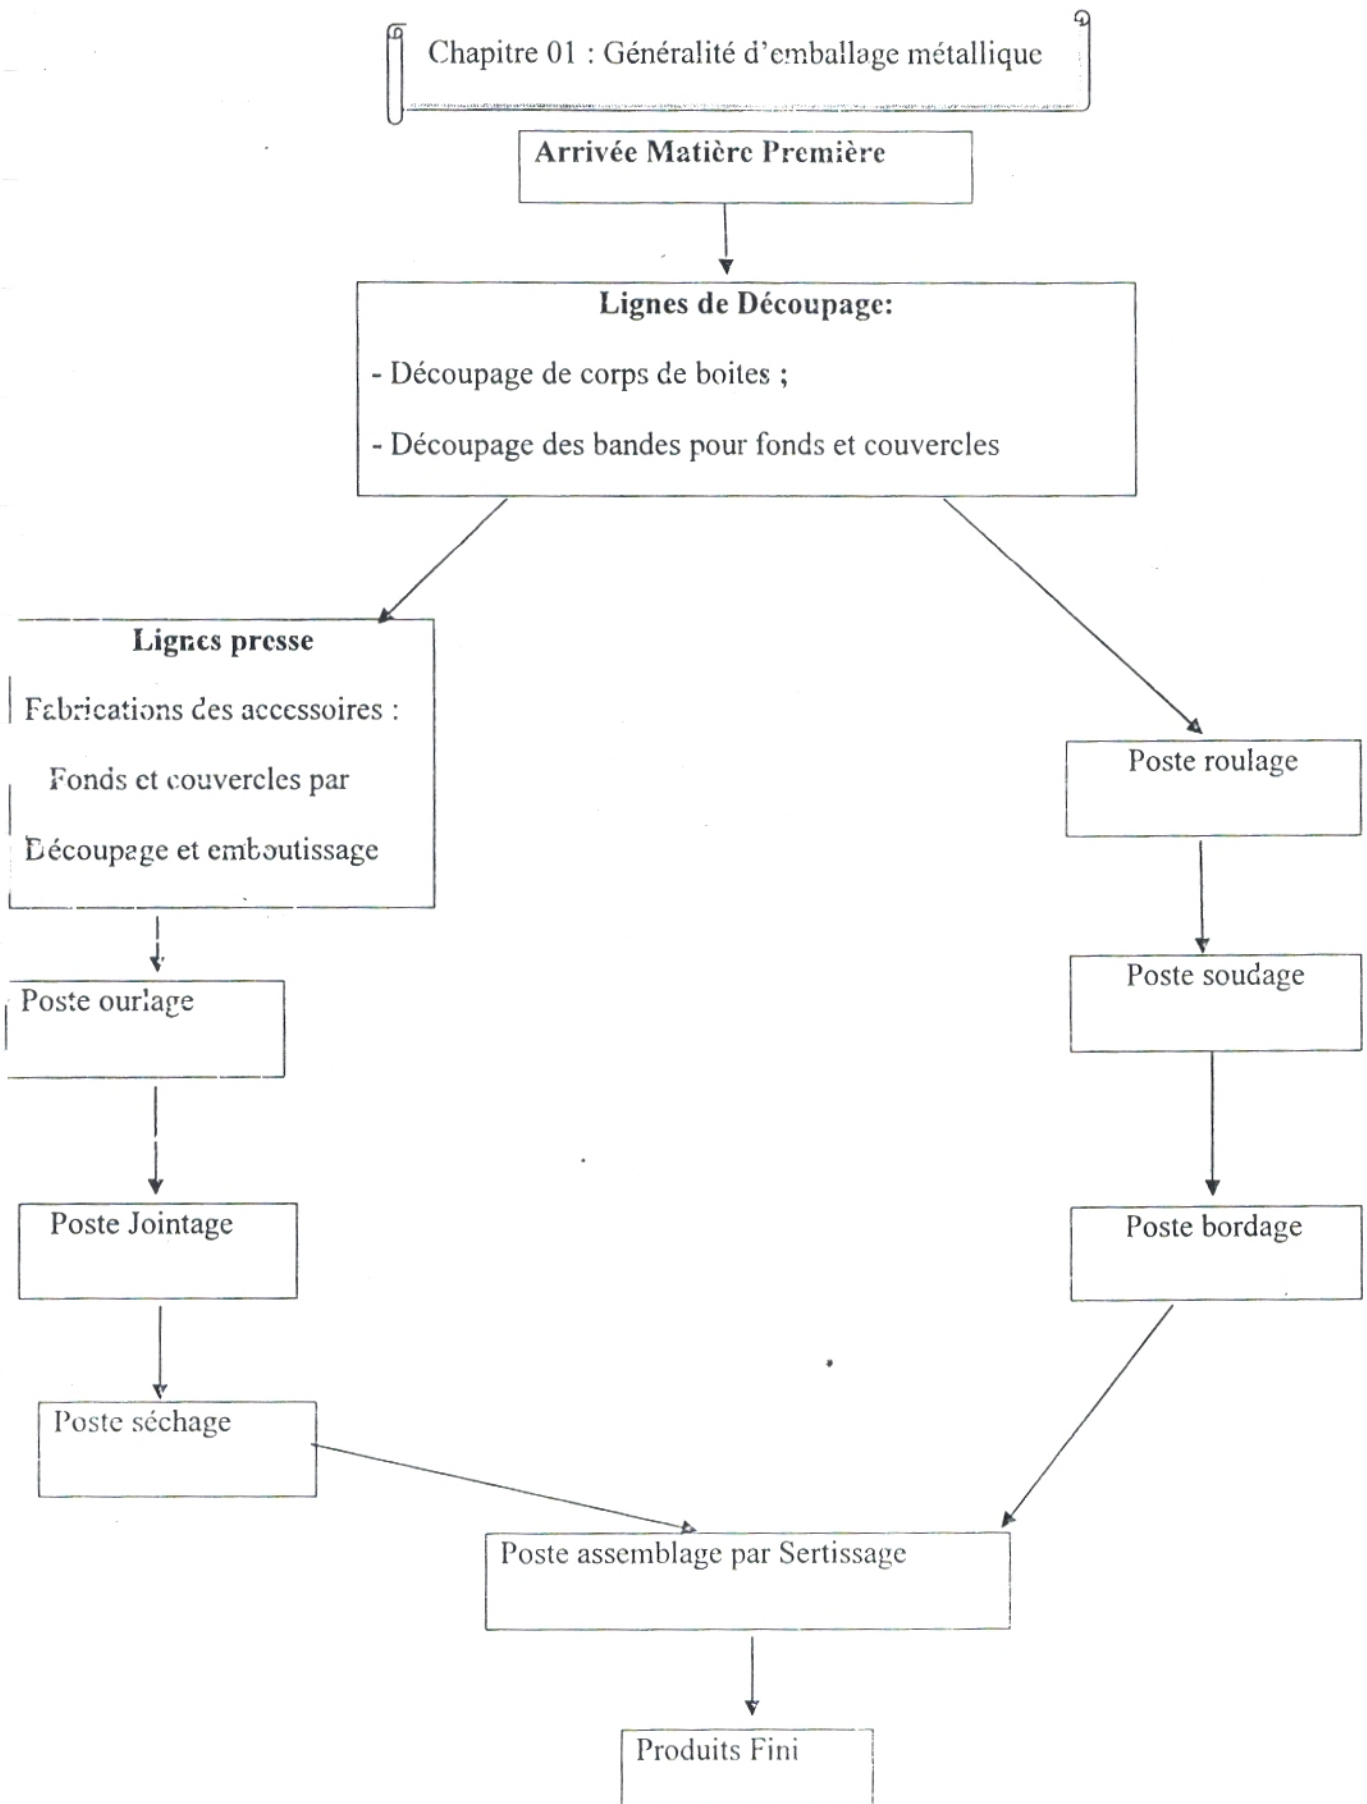 Chapitre 01 : Généralité d'emballage métallique
Arrivée Matière Première
Lignes de Découpage:
- Découpage de corps de boites ;
- Découpage des bandes pour fonds et couvercles
Lignes presse
Fabrications des accessoires :
Fonds et couvercles par
Découpage et emboutissage
Poste ourlage
Poste Jointage
Poste séchage
Poste roulage
Poste soudage
Poste bordage
Poste assemblage par Sertissage
Produits Fini